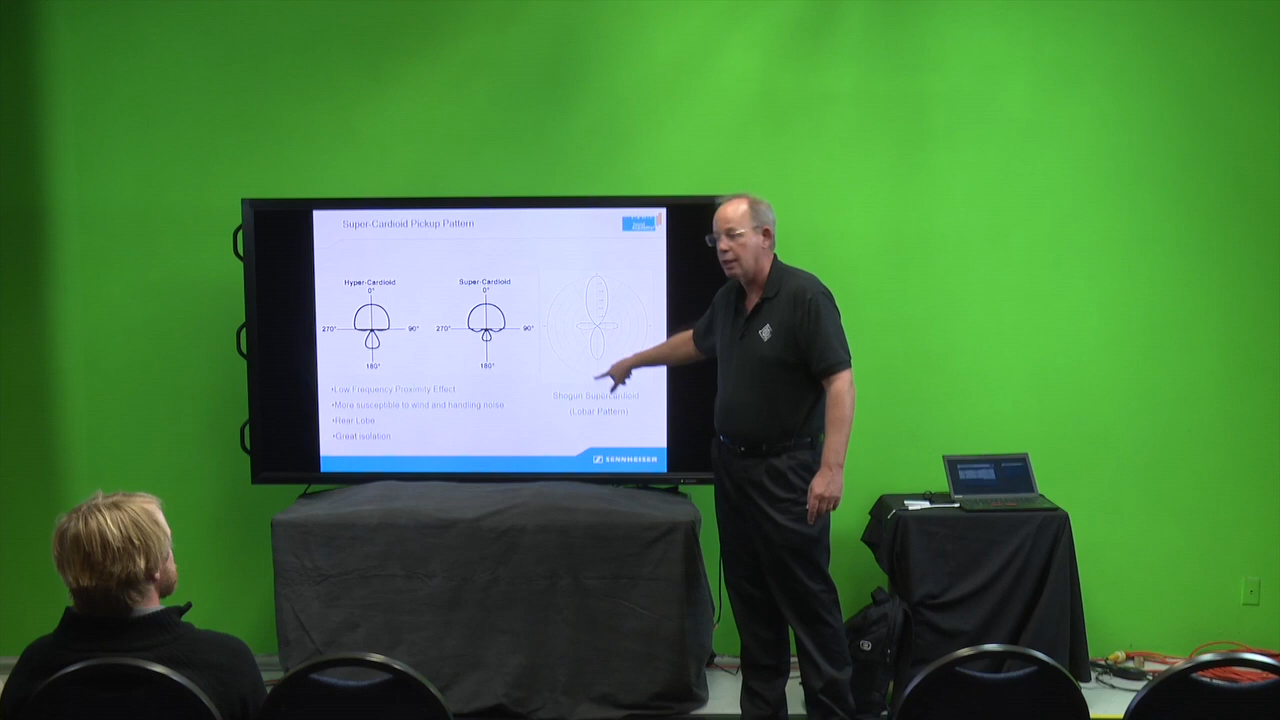 Super-Cardioid Pickup Pattern
Hyper-Cardioid
0°
270°
90°
180°
Super-Cardioid
0°
270°
90°
180°
•Low Frequency Proximity Effect
•More susceptible to wind and handling noise
•Rear Lobe
•Great isolation
Shogun Supercardioid
(Lobar Pattern)
SENNHEISER